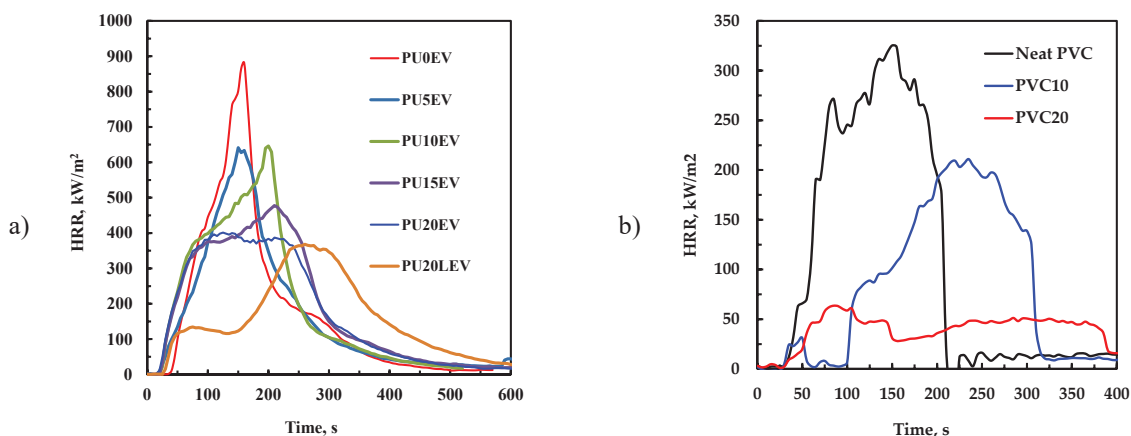 a)
HRR, kW/m²
1000
900
800
700
600
500
400
300
200
100
0
PU0EV
PU5EV
PU10EV
PU15EV
PU20EV
PU20LEV
0 100 200 300 400 500 600
Time, s
b)
HRR, kW/m2
350
300
250
200
150
100
50
0
Neat PVC
PVC10
PVC20
0 50 100 150 200 250 300 350 400
Time, s